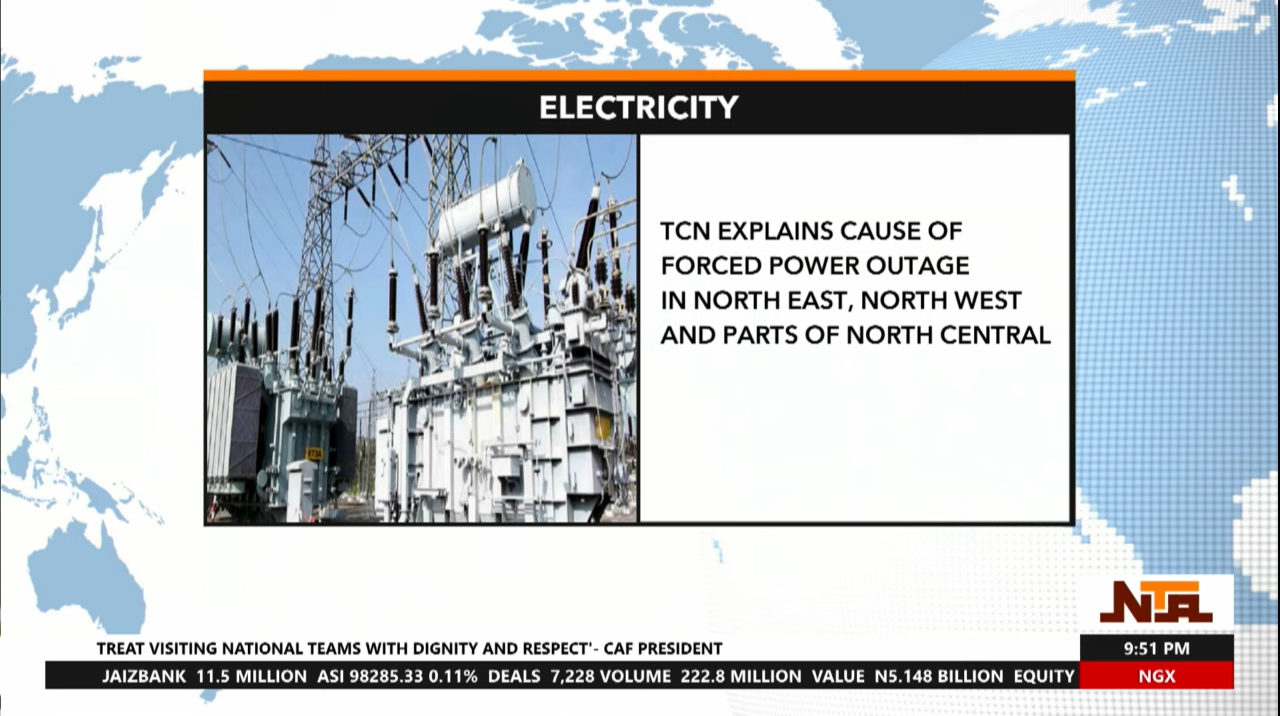 ELECTRICITY
TCN EXPLAINS CAUSE OF
FORCED POWER OUTAGE
IN NORTH EAST, NORTH WEST
AND PARTS OF NORTH CENTRAL
NTA
TREAT VISITING NATIONAL TEAMS WITH DIGNITY AND RESPECT'- CAF PRESIDENT
9:51 PM
JAIZBANK 11.5 MILLION ASI 98285.33 0.11% DEALS 7,228 VOLUME 222.8 MILLION VALUE N5.148 BILLION EQUITY
NGX